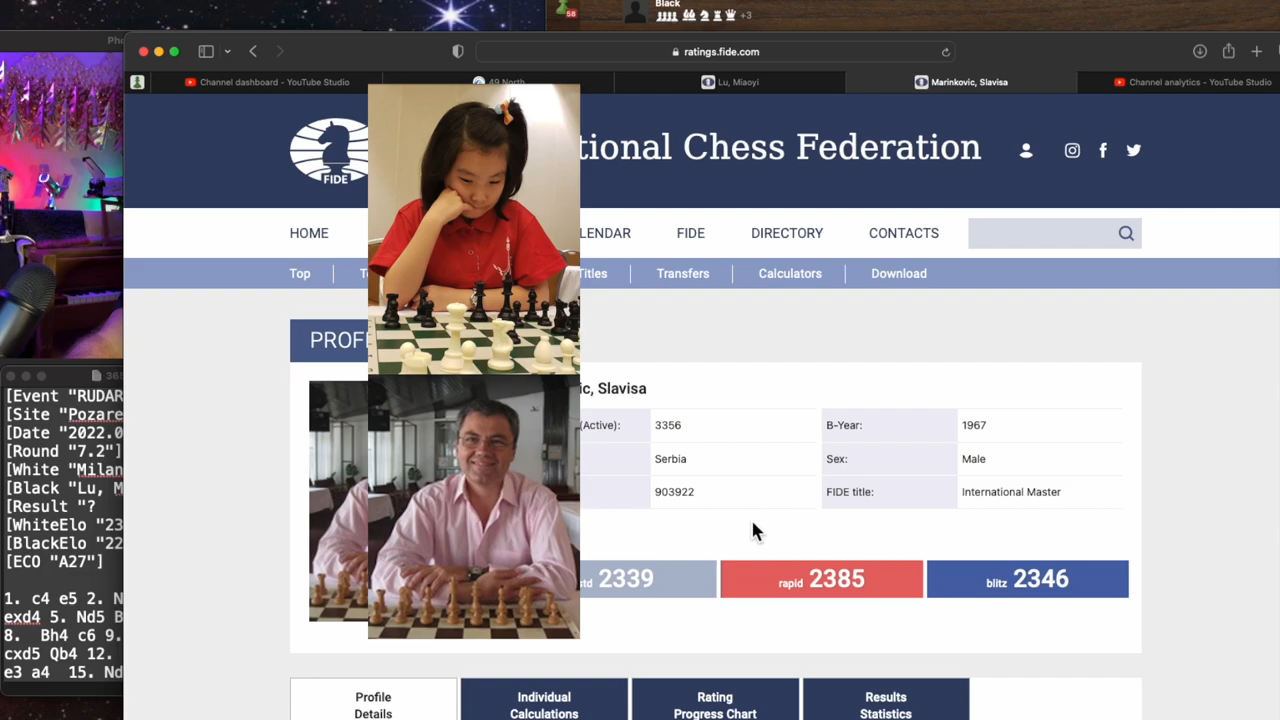 Black
58
+3
ratings.fide.com
Channel dashboard - YouTube Studio
49 North
Lu, Miaoyi
Marinkovic, Slavisa
Channel analytics - YouTube Studio
FIDE
tional Chess Federation
HOME
LENDAR
FIDE
DIRECTORY
CONTACTS
Top
Titles
Transfers
Calculators
Download
PROF
ic, Slavisa
(Active):
3356
B-Year:
1967
Serbia
Sex:
Male
903922
FIDE title:
International Master
std 2339
rapid 2385
blitz 2346
Profile
Details
Individual
Calculations
Rating
Progress Chart
Results
Statistics
[Event "RUDAR
[Site "Pozare
[Date "2022.0
[Round "7.2"]
[White "Milan
[Black "Lu, M
[Result "?
[WhiteElo "23
[BlackElo "22
[ECO "A27"]
1. c4 e5 2. N
exd4 5. Nd5 B
8. Bh4 c6 9.
cxd5 Qb4 12.
e3 a4 15. Nd